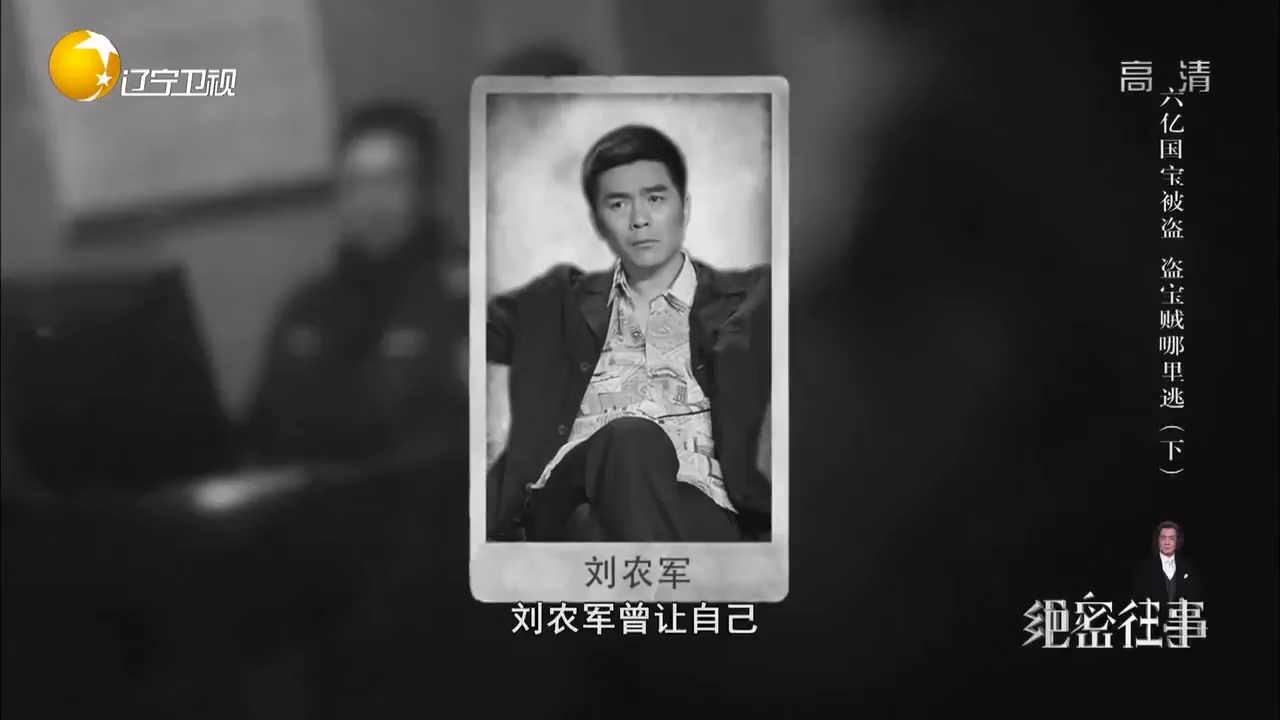 辽宁卫视
高清
六亿国宝被盗 盗宝贼哪里逃（下）
刘农军
刘农军曾让自己
绝密往事